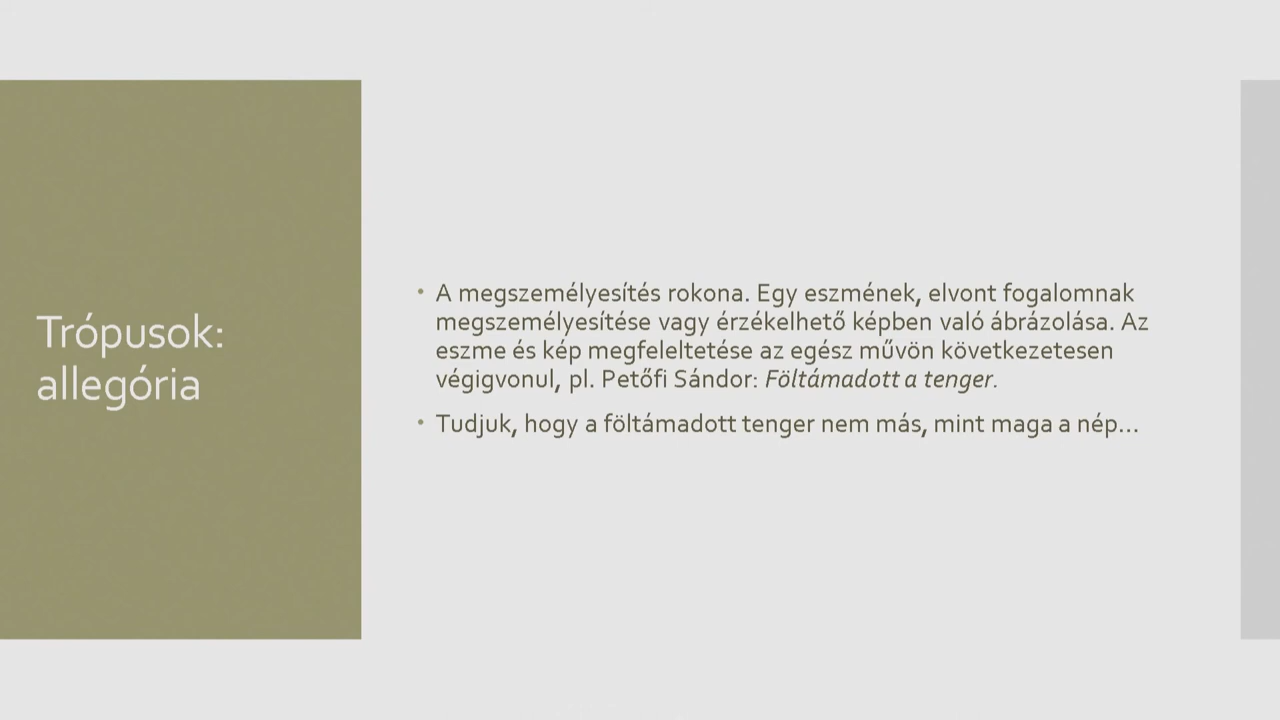 Trópusok:
allegória
• A megszemélyesítés rokona. Egy eszmének, elvont fogalomnak
megszemélyesítése vagy érzékelhető képben való ábrázolása. Az
eszme és kép megfeleltetése az egész művön következetesen
végigvonul, pl. Petőfi Sándor: Föltámadott a tenger.
• Tudjuk, hogy a föltámadott tenger nem más, mint maga a nép...